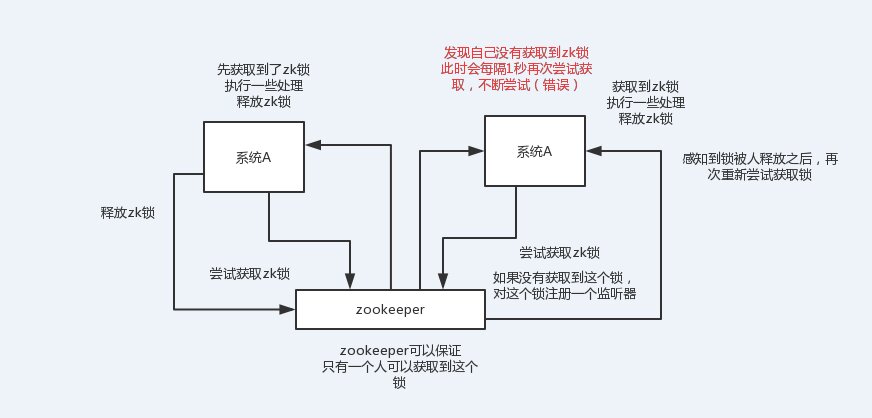 先获取到了zk锁
执行一些处理
释放zk锁
发现自己没有获取到zk锁
此时会每隔1秒再次尝试获
取，不断尝试（错误）
获取到zk锁
执行一些处理
释放zk锁
系统A
系统A
感知到锁被人释放之后，再
次重新尝试获取锁
释放zk锁
尝试获取zk锁
尝试获取zk锁
如果没有获取到这个锁，
对这个锁注册一个监听器
zookeeper
zookeeper可以保证
只有一个人可以获取到这个
锁